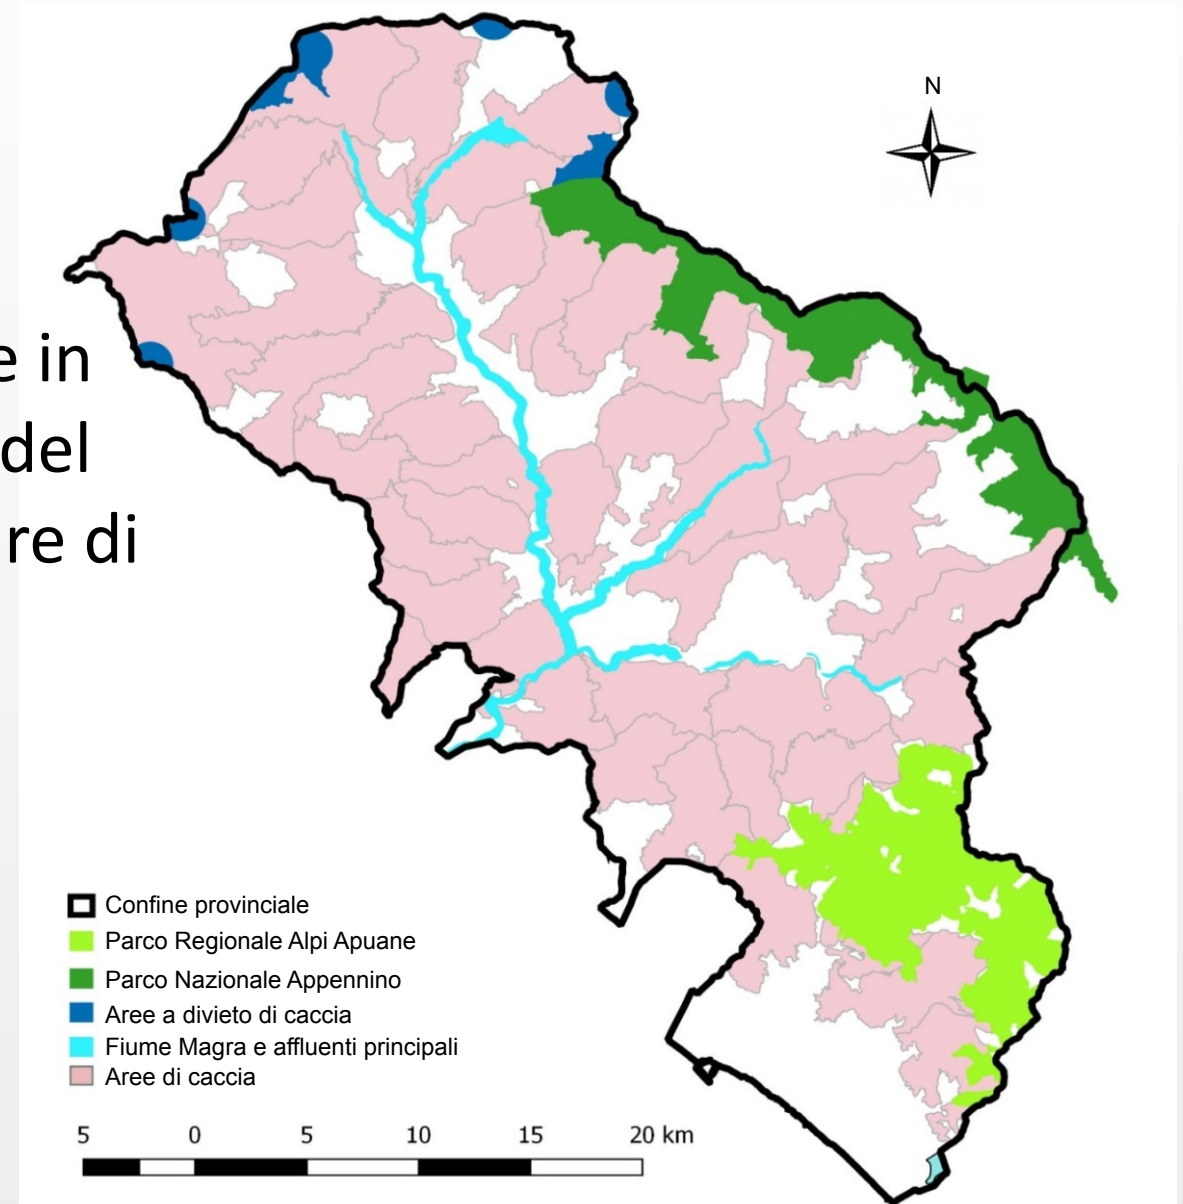 e in
del
re di
N
Confine provinciale
Parco Regionale Alpi Apuane
Parco Nazionale Appennino
Aree a divieto di caccia
Fiume Magra e affluenti principali
Aree di caccia
5 0 5 10 15 20 km